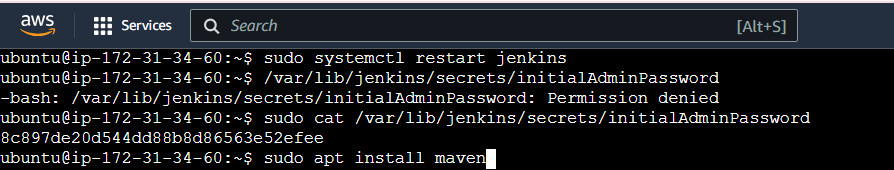 aws
Services
Search
[Alt+S]
ubuntu@ip-172-31-34-60:~$ sudo systemctl restart jenkins
ubuntu@ip-172-31-34-60:~$ /var/lib/jenkins/secrets/initialAdminPassword
-bash: /var/lib/jenkins/secrets/initialAdminPassword: Permission denied
ubuntu@ip-172-31-34-60:~$ sudo cat /var/lib/jenkins/secrets/initialAdminPassword
8c897de20d544dd88b8d86563e52efee
ubuntu@ip-172-31-34-60:~$ sudo apt install maven